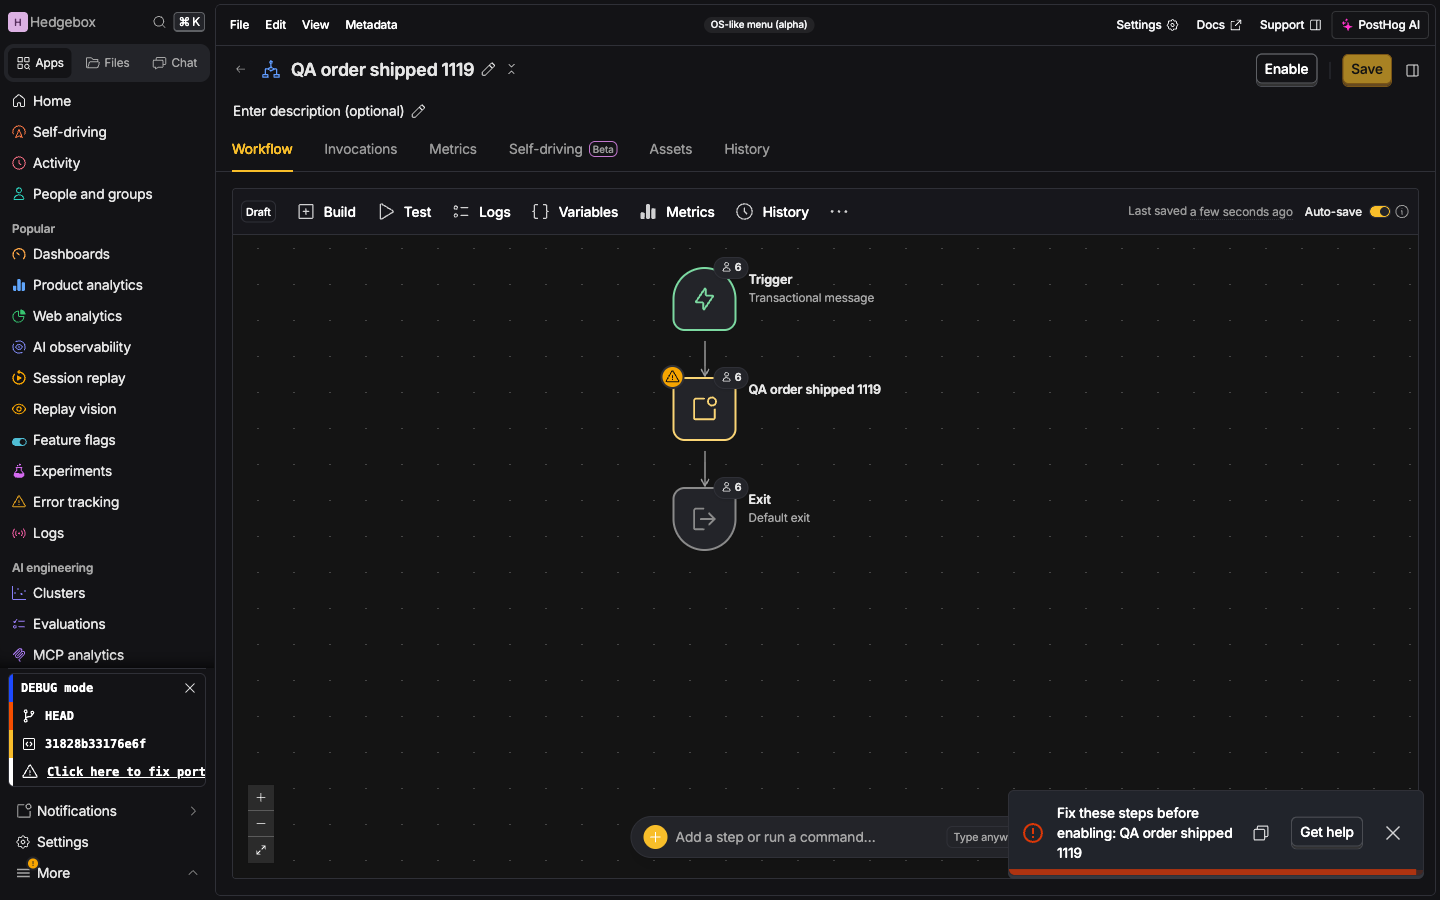 H Hedgebox ⌘ K
Apps Files Chat
Home
Self-driving
Activity
People and groups
Popular
Dashboards
Product analytics
Web analytics
AI observability
Session replay
Replay vision
Feature flags
Experiments
Error tracking
Logs
AI engineering
Clusters
Evaluations
MCP analytics
DEBUG mode
HEAD
31828b33176e6f
Click here to fix port
Notifications
Settings
More
File Edit View Metadata
OS-like menu (alpha)
Settings Docs Support PostHog AI
QA order shipped 1119
Enable Save
Enter description (optional)
Workflow Invocations Metrics Self-driving Beta Assets History
Draft Build Test Logs Variables Metrics History
Last saved a few seconds ago Auto-save
6
Trigger
Transactional message
6
QA order shipped 1119
6
Exit
Default exit
Add a step or run a command... Type anyw
Fix these steps before
enabling: QA order shipped
1119
Get help